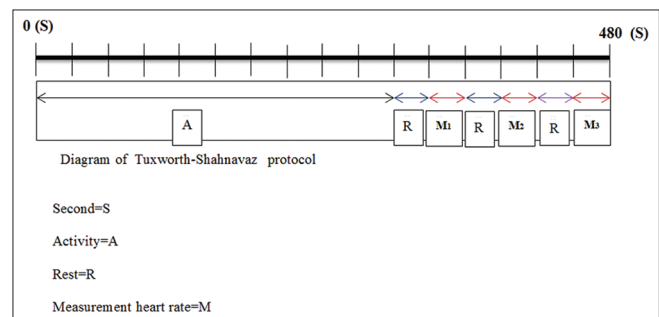 0 (S)
480 (S)
A R M1 R M2 R M3
Diagram of Tuxworth-Shahnavaz protocol
Second=S
Activity=A
Rest=R
Measurement heart rate=M